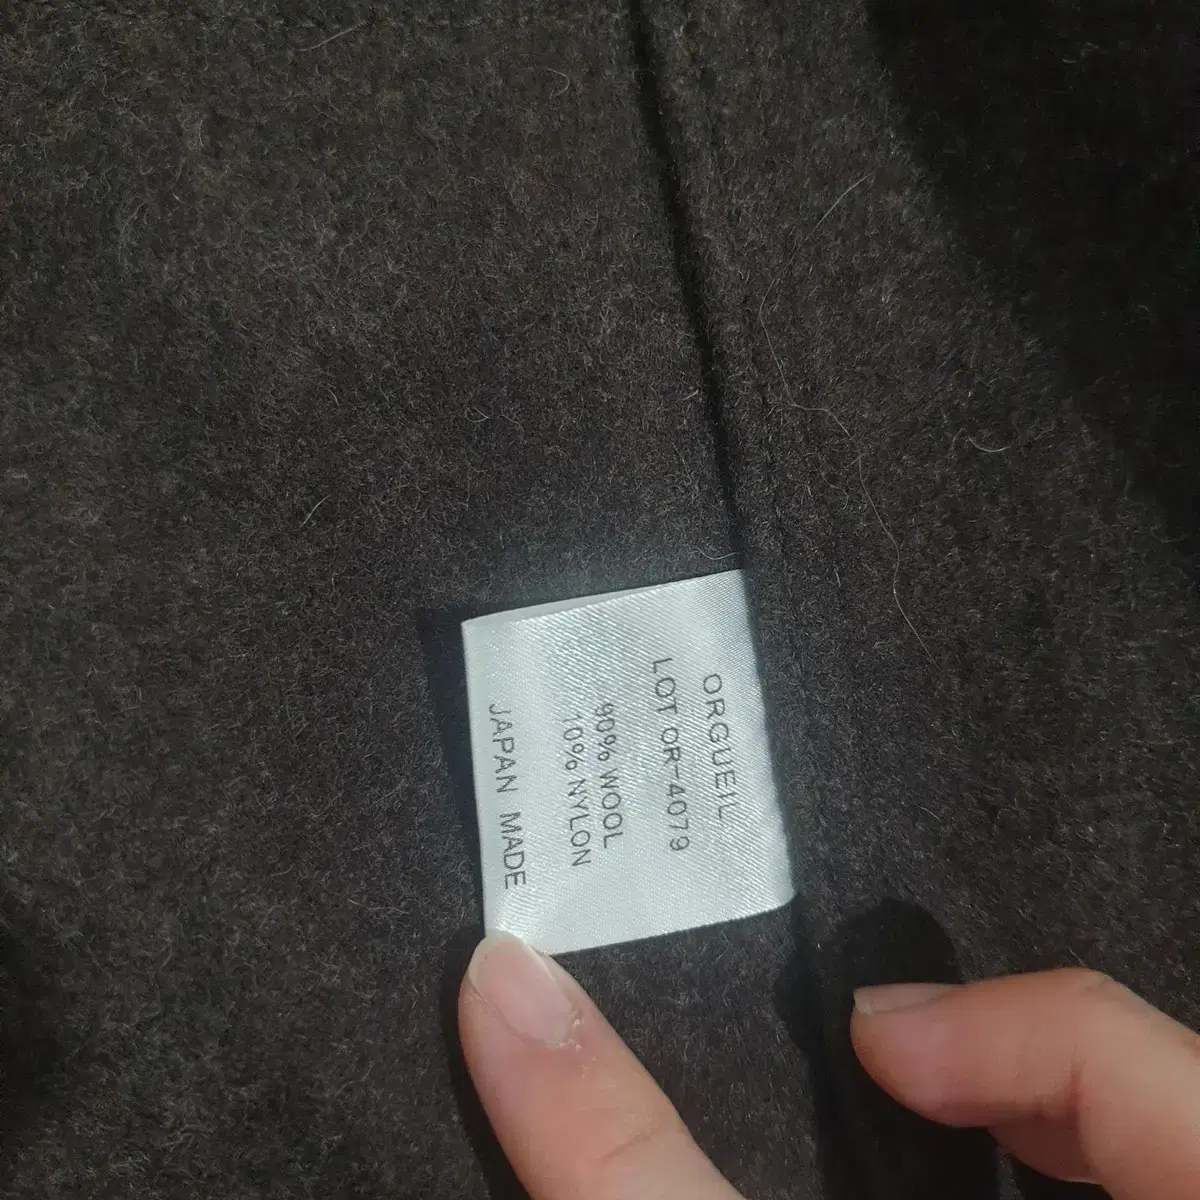 ORGUEIL
LOT OR-4079
90% WOOL
10% NYLON
JAPAN MADE